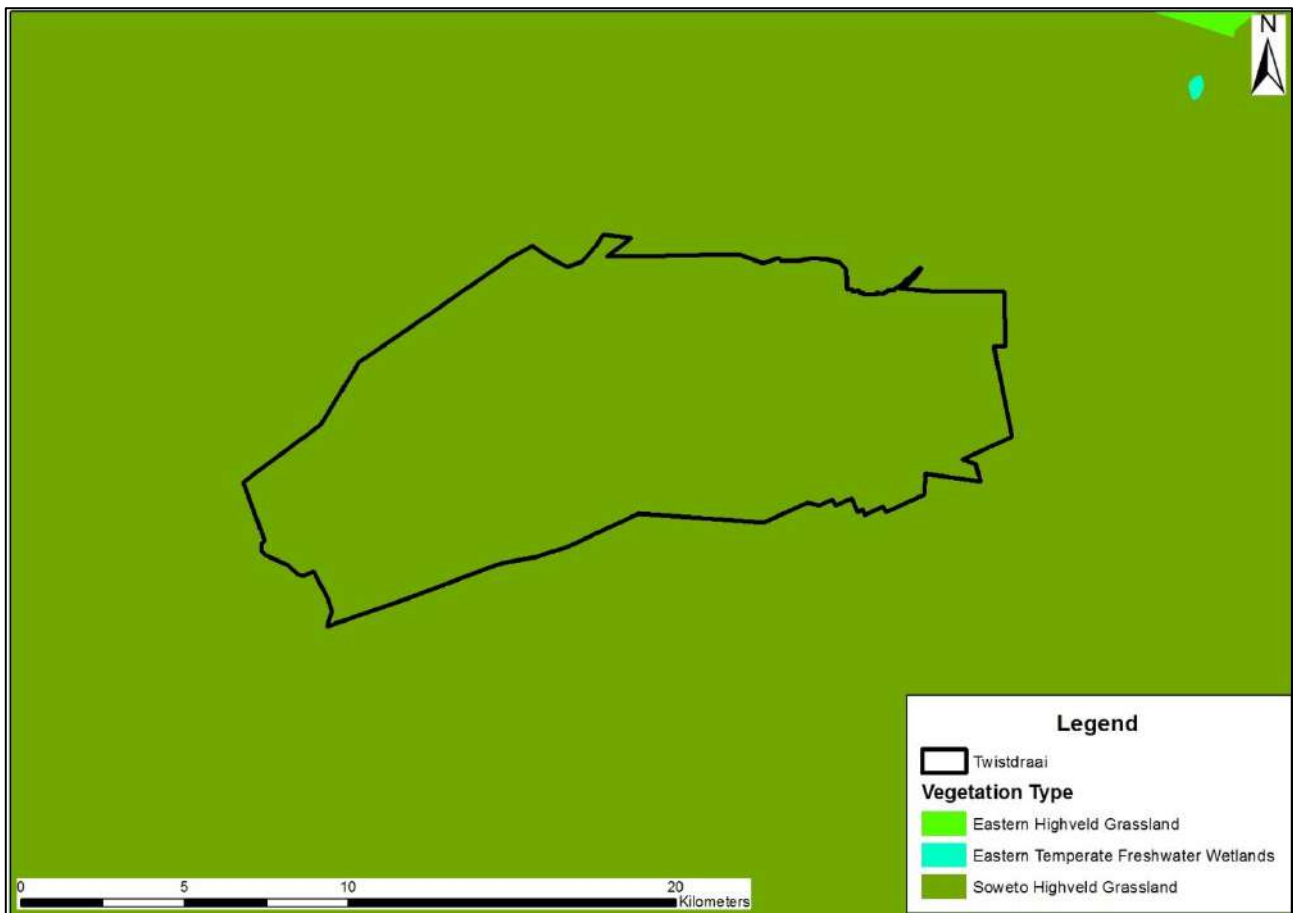 N
Legend
Twistdraai
Vegetation Type
Eastern Highveld Grassland
Eastern Temperate Freshwater Wetlands
Soweto Highveld Grassland
0 5 10 20
Kilometers